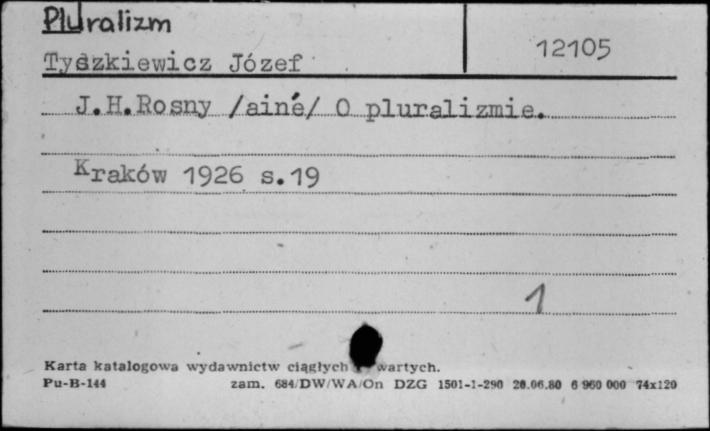 Pluralizm
Tyszkiewicz Józef
12105
J.H.Rosny /ainé/ O pluralizmie.
Kraków 1926 s.19
1
Karta katalogowa wydawnictw ciągłych wartych.
Pu-B-144 zam. 684/DW/WA/On DZG 1501-1-290 20.06.80 6 960 000 74x120